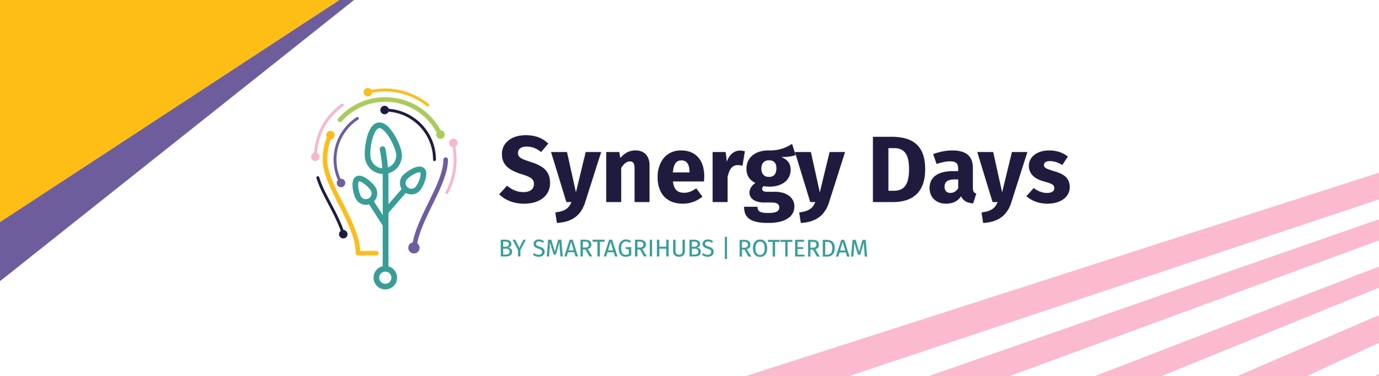 Synergy Days
BY SMARTAGRIHUBS | ROTTERDAM